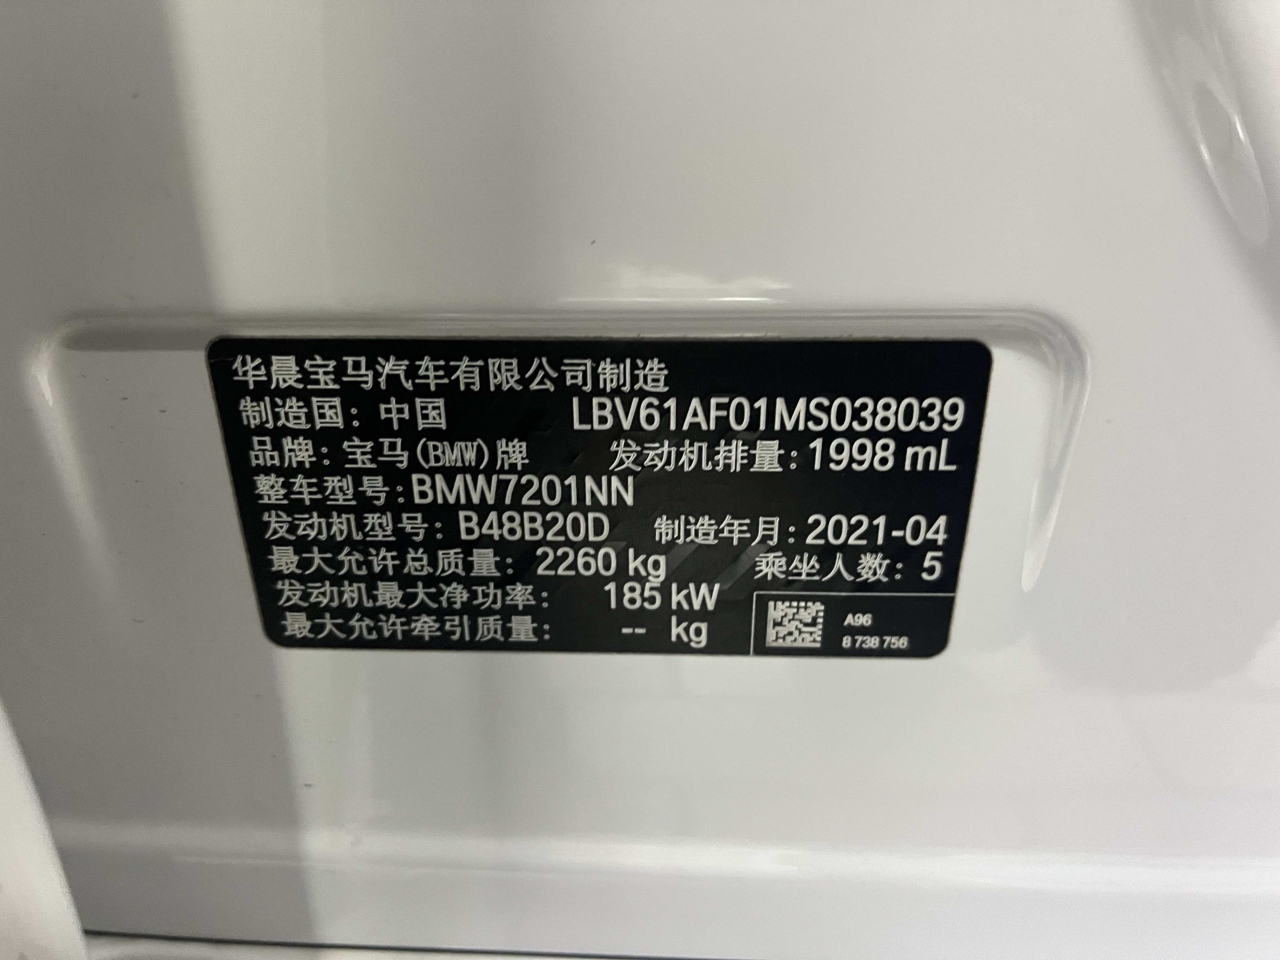 华晨宝马汽车有限公司制造
制造国：中国 LBV61AF01MS038039
品牌：宝马(BMW)牌 发动机排量：1998 mL
整车型号：BMW7201NN
发动机型号：B48B20D 制造年月：2021-04
最大允许总质量：2260 kg 乘坐人数：5
发动机最大净功率：185 kW
最大允许牵引质量：-- kg
A96
8 738 756